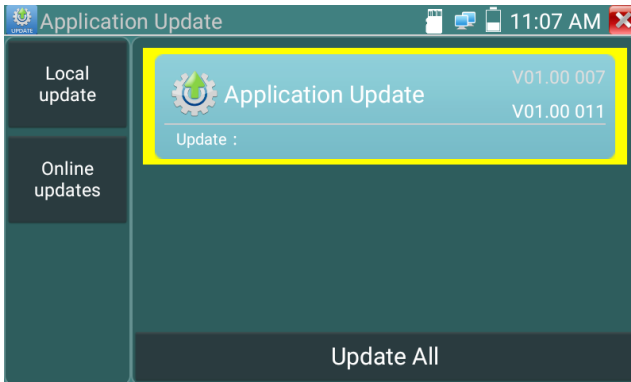 UPDATE
Application Update
11:07 AM
Local
update
Online
updates
Application Update
V01.00 007
V01.00 011
Update :
Update All